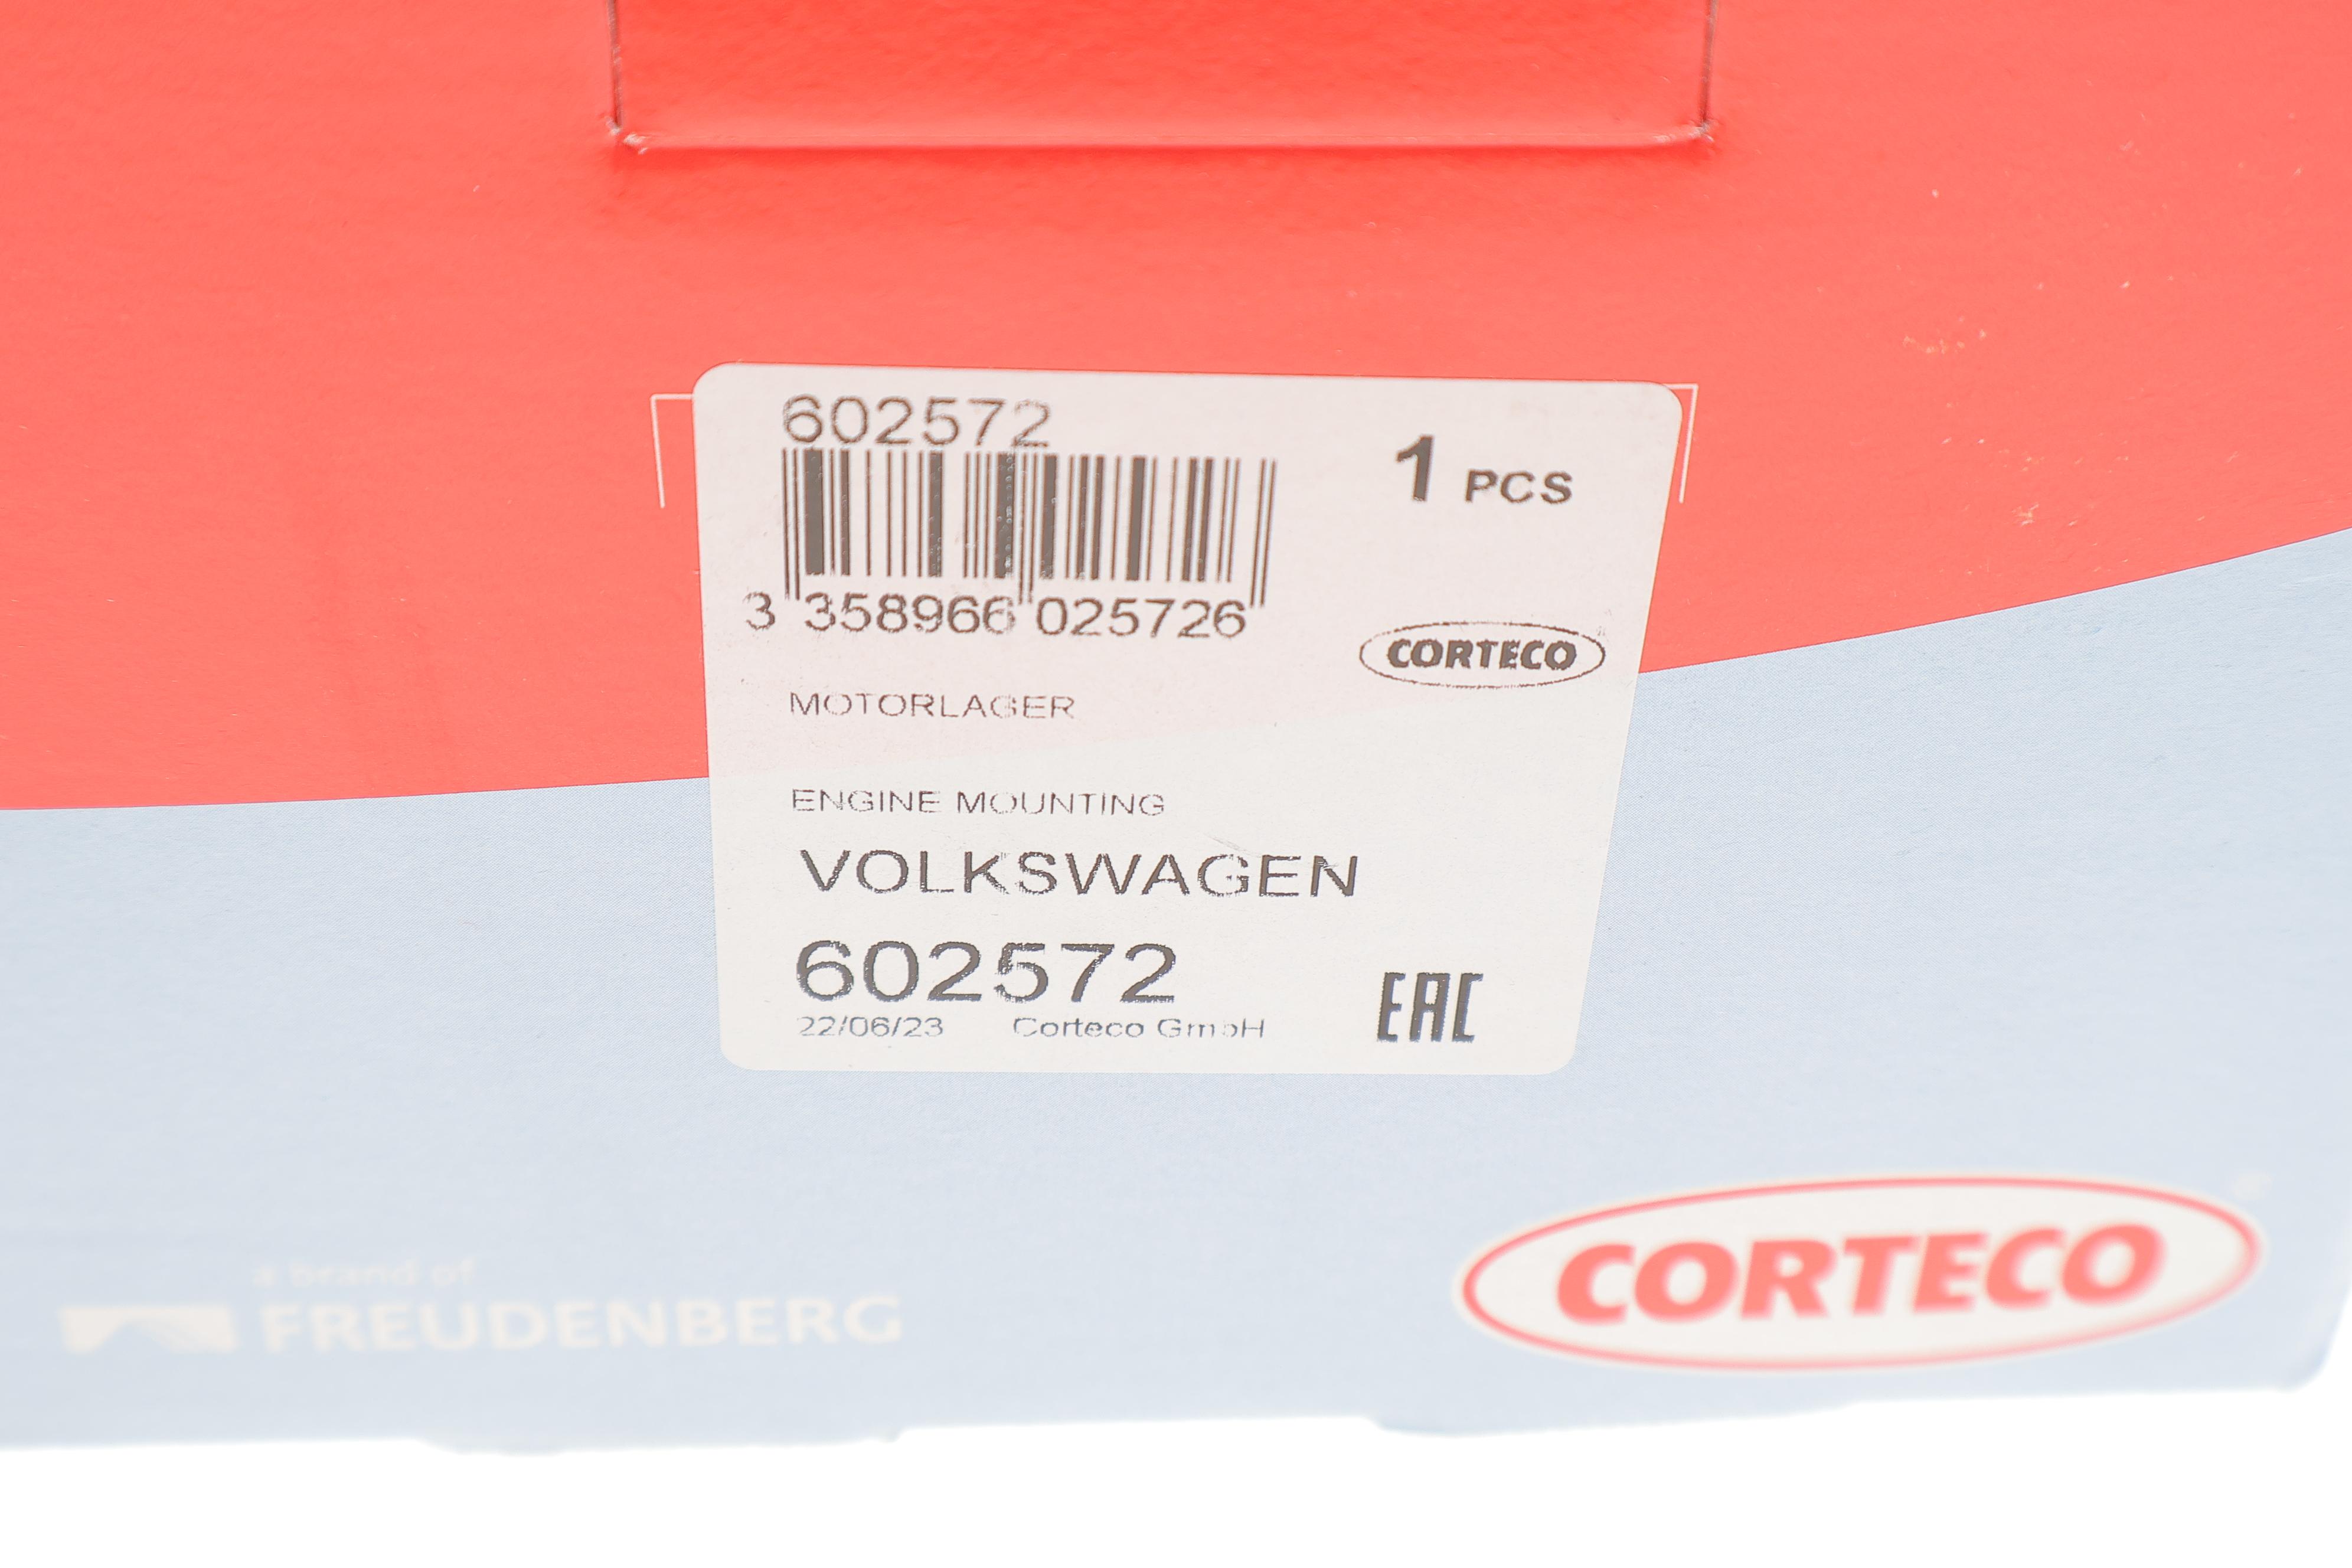 602572
1 PCS
3 358966 025726
CORTECO
MOTORLAGER
ENGINE MOUNTING
VOLKSWAGEN
602572
22/06/23 Corteco GmbH
EAC
a brand of
FREUDENBERG
CORTECO